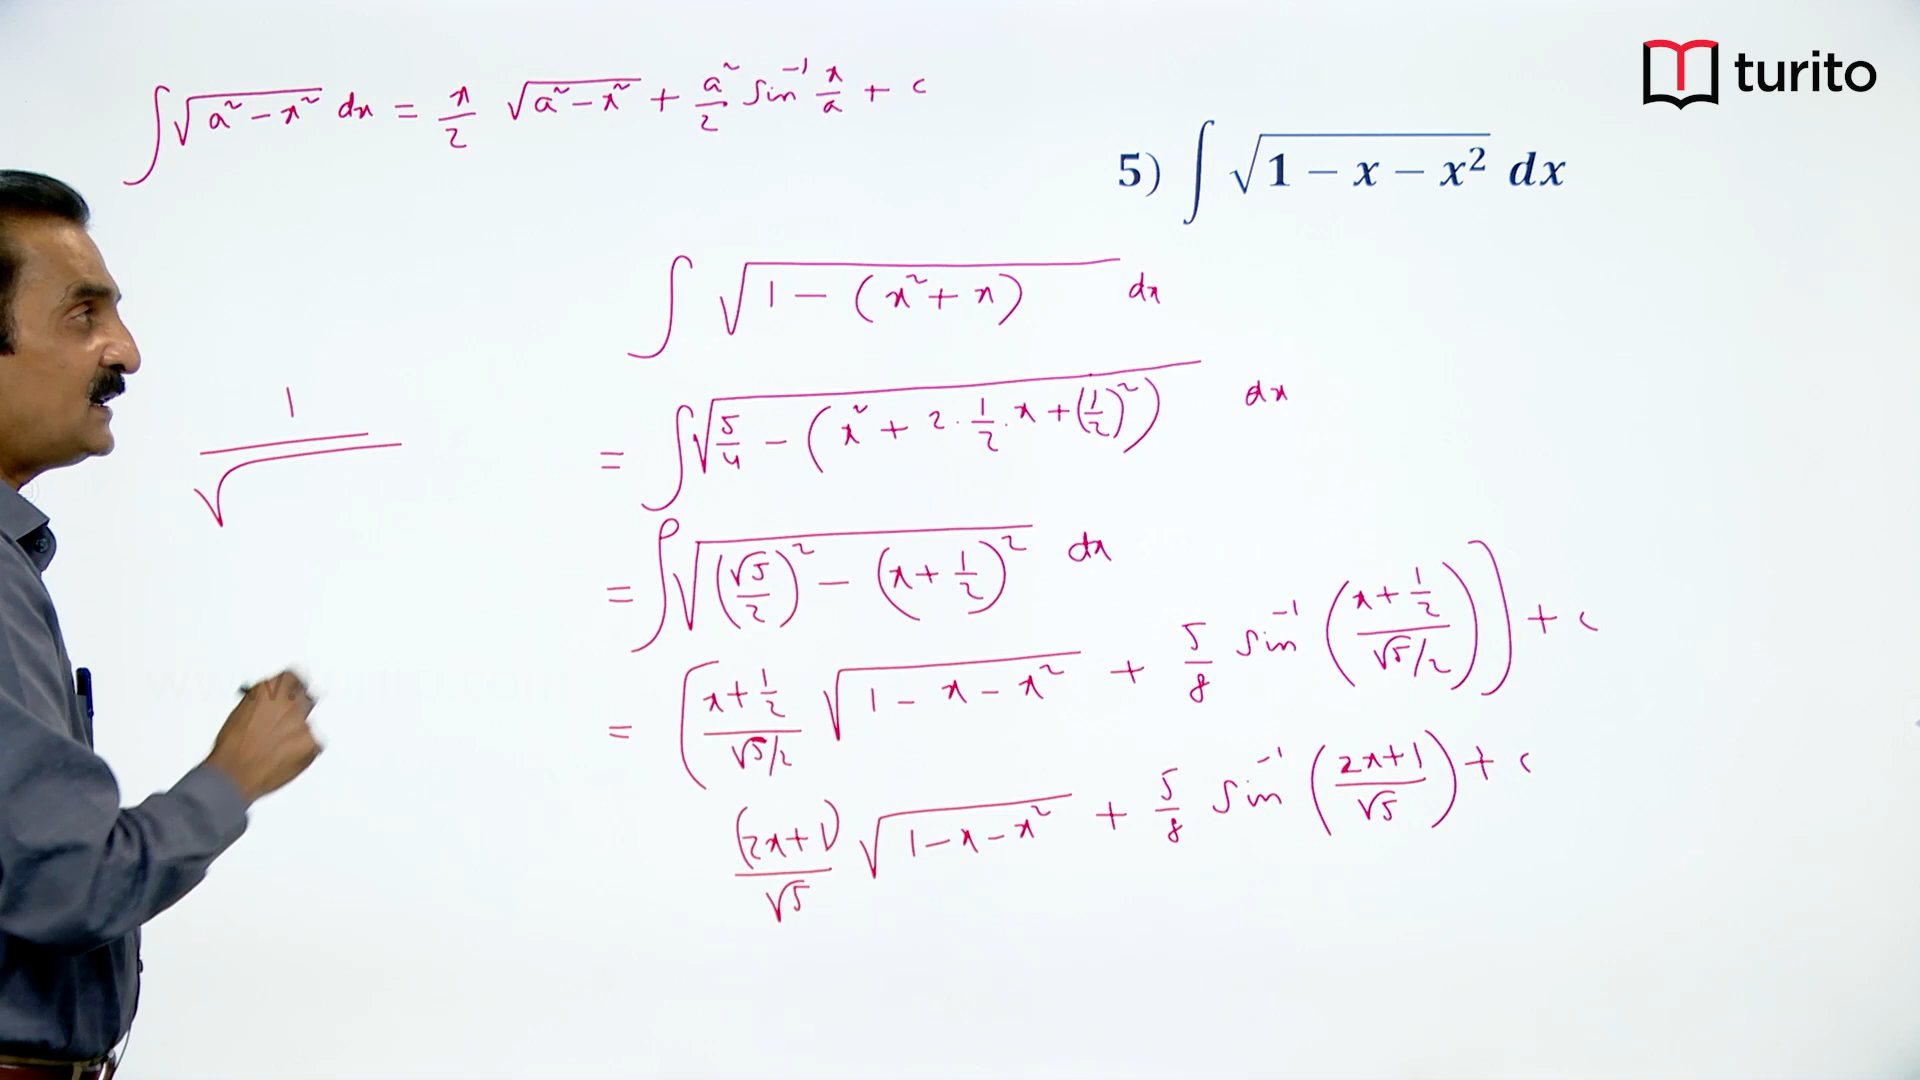 turito
∫√(a² − x²) dx = x/2 √(a² − x²) + a²/2 sin⁻¹ x/a + c
5) ∫ √(1 − x − x²) dx
∫ √(1 − (x² + x)) dx
1/√
= ∫√(5/4 − (x² + 2 · 1/2 · x + (1/2)²)) dx
= ∫√((√5/2)² − (x + 1/2)²) dx
= [(x + 1/2)/(√5/2) √(1 − x − x²) + 5/8 sin⁻¹ ((x + 1/2)/(√5/2))] + c
(2x+1)/√5 √(1 − x − x²) + 5/8 sin⁻¹ ((2x+1)/√5) + c